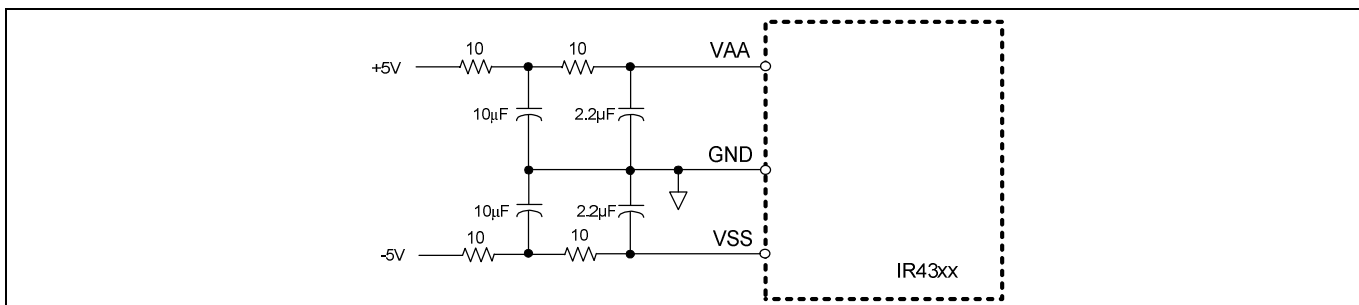 10 10 VAA
+5V
10µF 2.2µF
GND
10µF 2.2µF
10 10 VSS
-5V
IR43xx